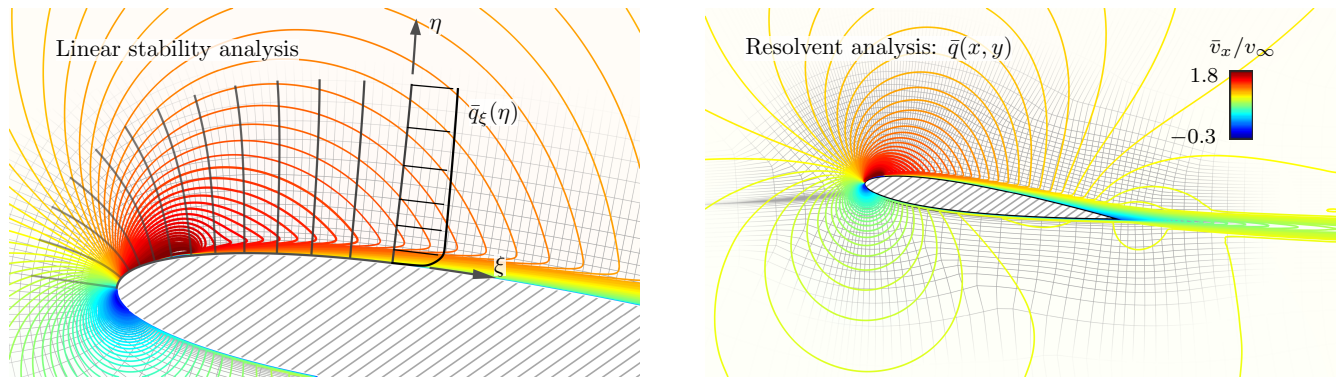 Linear stability analysis
η
q̄_ξ(η)
ξ
Resolvent analysis: q̄(x, y)
v̄_x/v_∞
1.8
−0.3